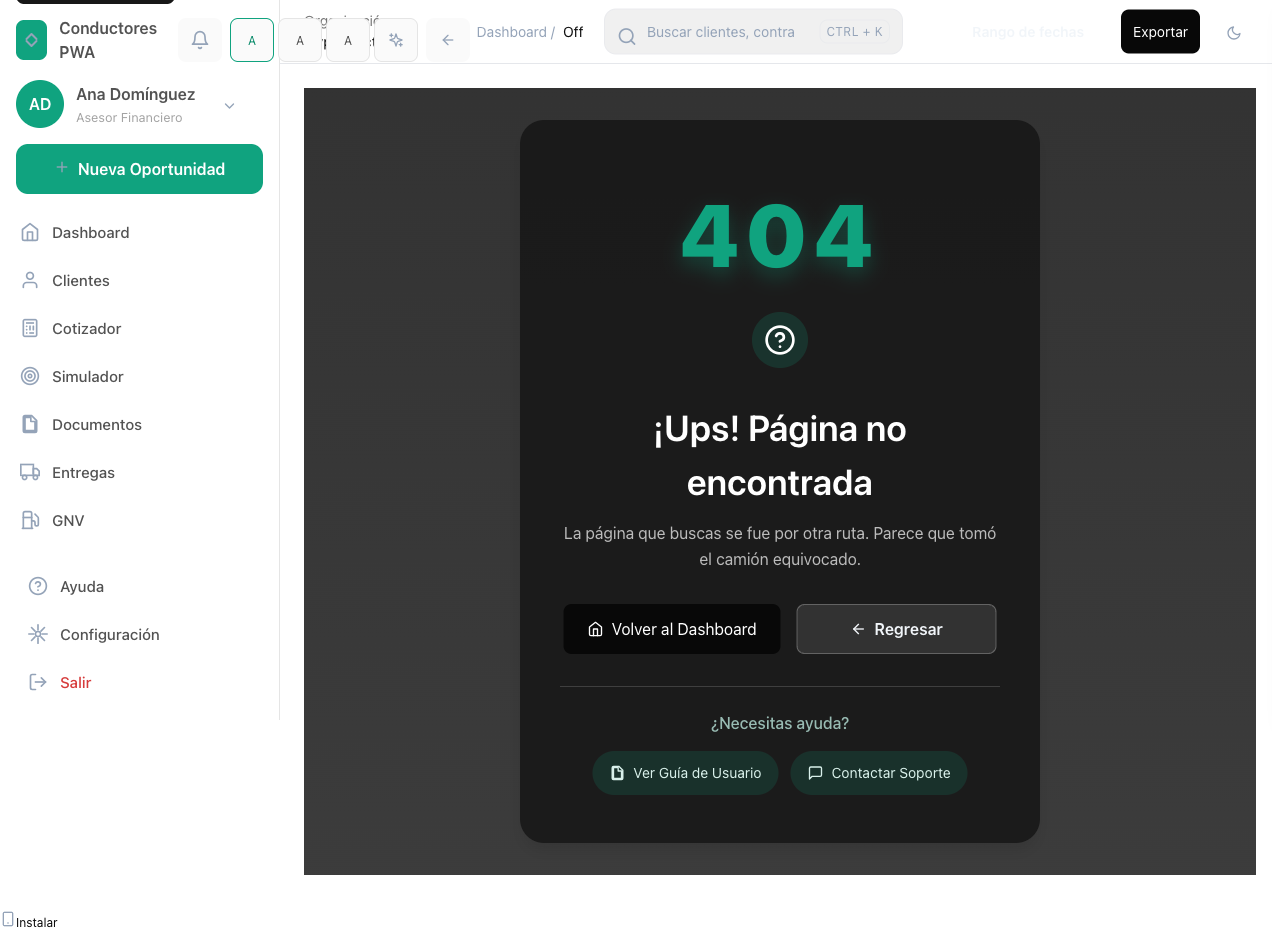 Conductores
PWA
A
A
A
Dashboard / Off
Buscar clientes, contra
CTRL + K
Rango de fechas
Exportar
AD
Ana Domínguez
Asesor Financiero
Nueva Oportunidad
Dashboard
Clientes
Cotizador
Simulador
Documentos
Entregas
GNV
Ayuda
Configuración
Salir
404
¡Ups! Página no
encontrada
La página que buscas se fue por otra ruta. Parece que tomó
el camión equivocado.
Volver al Dashboard
Regresar
¿Necesitas ayuda?
Ver Guía de Usuario
Contactar Soporte
Instalar